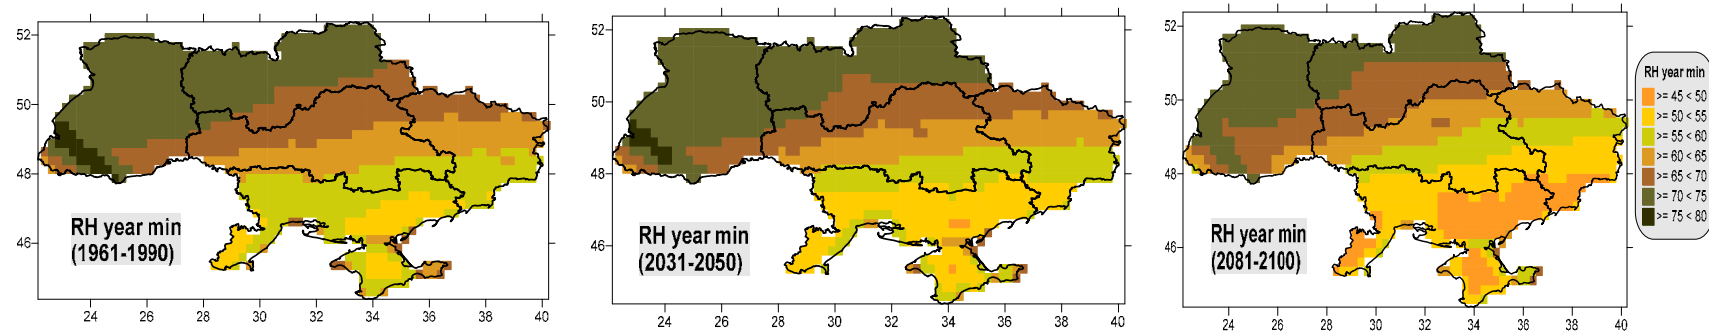 52
50
48
46
RH year min
(1961-1990)
24 26 28 30 32 34 36 38 40
52
50
48
46
RH year min
(2031-2050)
24 26 28 30 32 34 36 38 40
52
50
48
46
RH year min
(2081-2100)
24 26 28 30 32 34 36 38 40
RH year min
>= 45 < 50
>= 50 < 55
>= 55 < 60
>= 60 < 65
>= 65 < 70
>= 70 < 75
>= 75 < 80